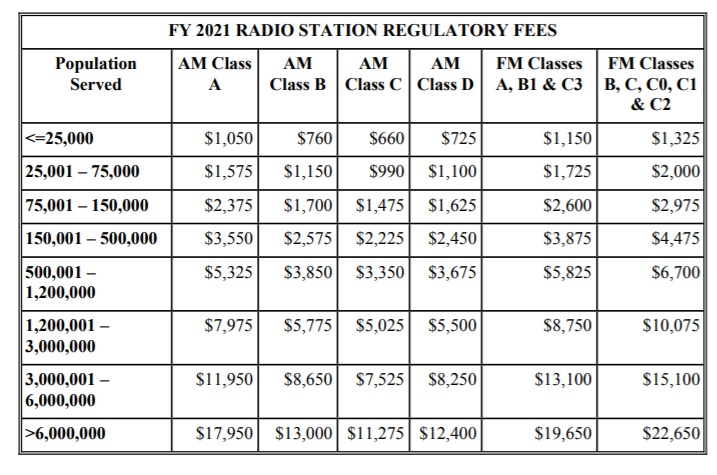 FY 2021 RADIO STATION REGULATORY FEES
Population Served AM Class A AM Class B AM Class C AM Class D FM Classes A, B1 & C3 FM Classes B, C, C0, C1 & C2
<=25,000 $1,050 $760 $660 $725 $1,150 $1,325
25,001 – 75,000 $1,575 $1,150 $990 $1,100 $1,725 $2,000
75,001 – 150,000 $2,375 $1,700 $1,475 $1,625 $2,600 $2,975
150,001 – 500,000 $3,550 $2,575 $2,225 $2,450 $3,875 $4,475
500,001 – 1,200,000 $5,325 $3,850 $3,350 $3,675 $5,825 $6,700
1,200,001 – 3,000,000 $7,975 $5,775 $5,025 $5,500 $8,750 $10,075
3,000,001 – 6,000,000 $11,950 $8,650 $7,525 $8,250 $13,100 $15,100
>6,000,000 $17,950 $13,000 $11,275 $12,400 $19,650 $22,650